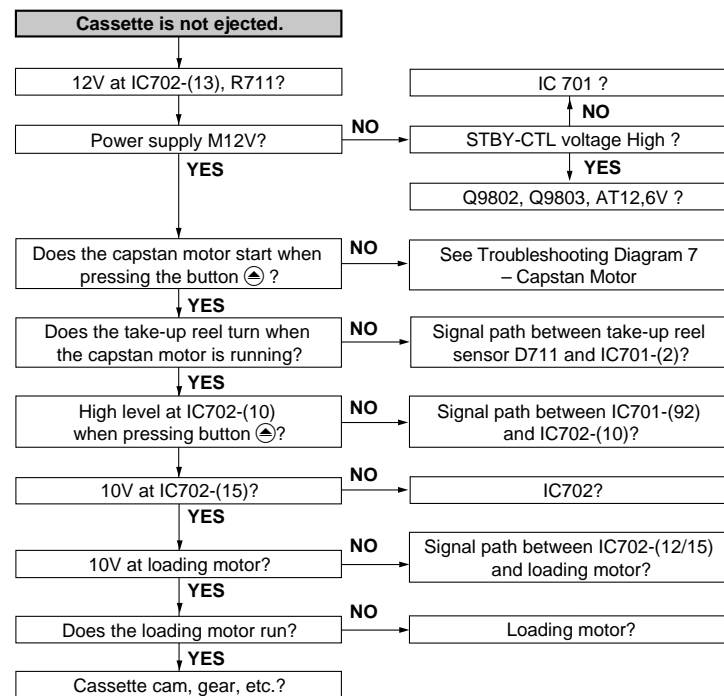 Cassette is not ejected.
12V at IC702-(13), R711?
IC 701 ?
NO
Power supply M12V?
NO
STBY-CTL voltage High ?
YES
YES
Q9802, Q9803, AT12,6V ?
Does the capstan motor start when
pressing the button ⏏ ?
NO
See Troubleshooting Diagram 7
– Capstan Motor
YES
Does the take-up reel turn when
the capstan motor is running?
NO
Signal path between take-up reel
sensor D711 and IC701-(2)?
YES
High level at IC702-(10)
when pressing button ⏏?
NO
Signal path between IC701-(92)
and IC702-(10)?
10V at IC702-(15)?
NO
IC702?
YES
10V at loading motor?
NO
Signal path between IC702-(12/15)
and loading motor?
YES
Does the loading motor run?
NO
Loading motor?
YES
Cassette cam, gear, etc.?